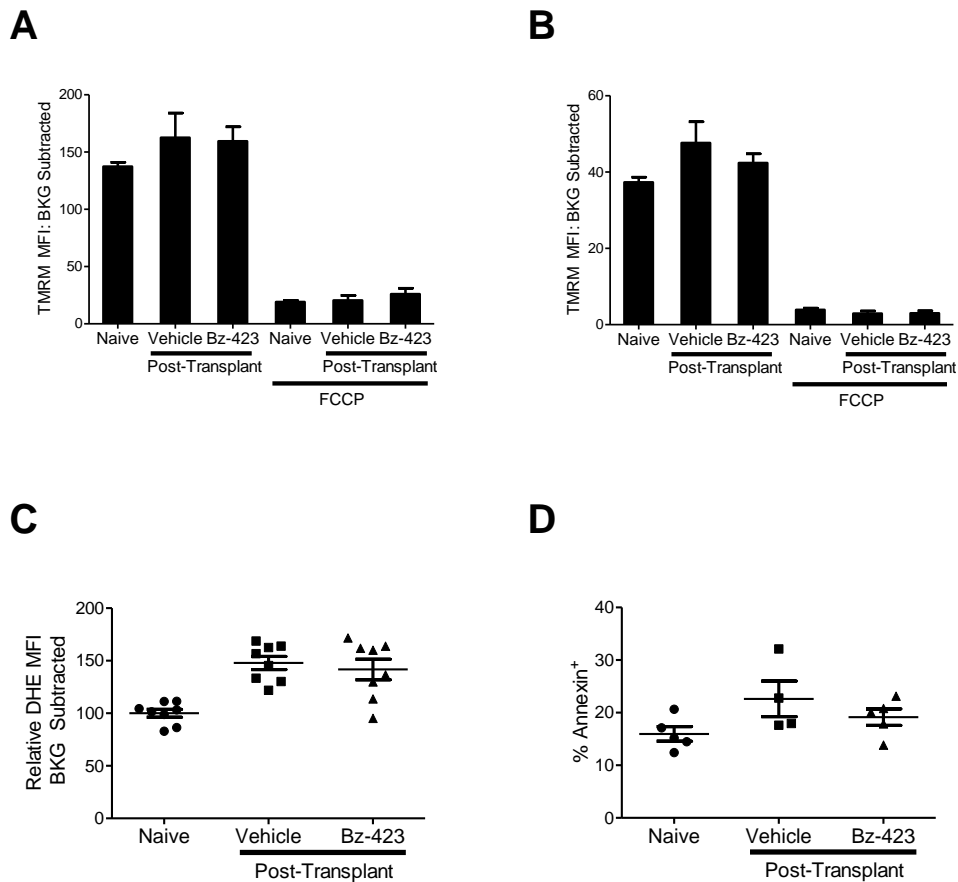 A
TMRM MFI: BKG Subtracted
200
150
100
50
0
Naive Vehicle Bz-423 Naive Vehicle Bz-423
Post-Transplant Post-Transplant
FCCP
B
TMRM MFI: BKG Subtracted
60
40
20
0
Naive Vehicle Bz-423 Naive Vehicle Bz-423
Post-Transplant Post-Transplant
FCCP
C
Relative DHE MFI
BKG Subtracted
200
150
100
50
0
Naive Vehicle Bz-423
Post-Transplant
D
% Annexin⁺
40
30
20
10
0
Naive Vehicle Bz-423
Post-Transplant